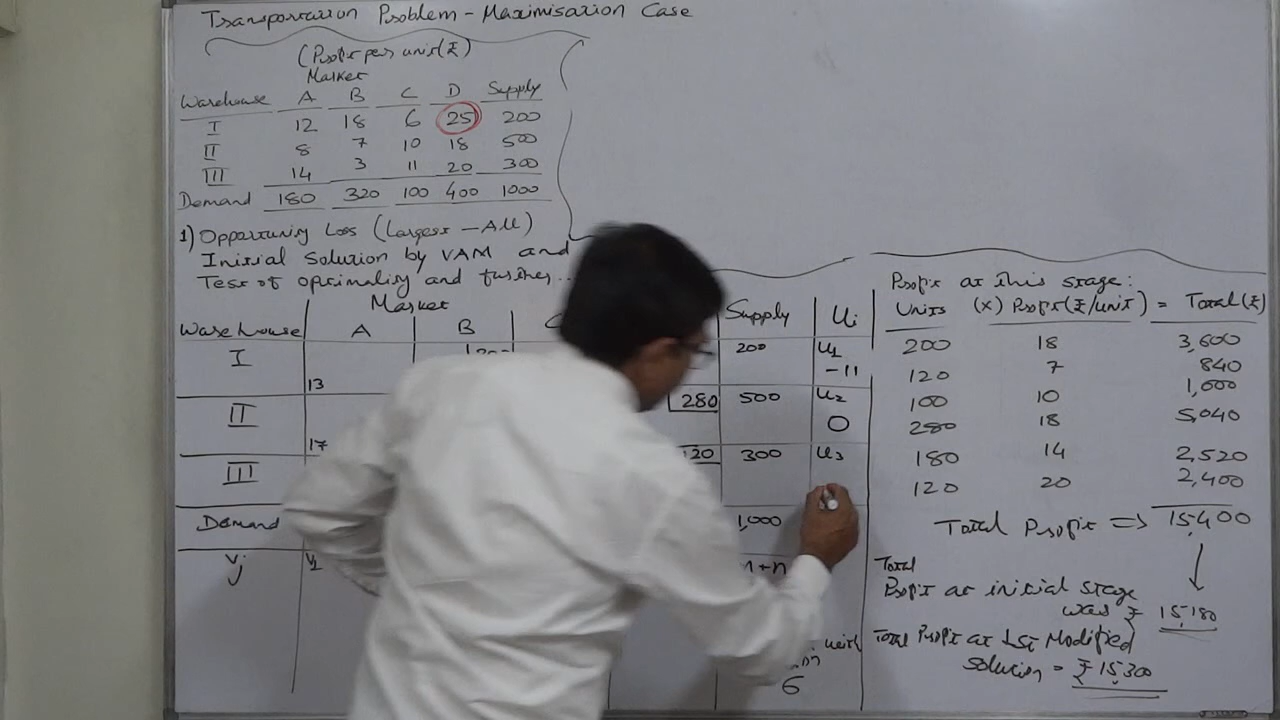 Transportation Problem - Maximisation Case
(Profit per unit (₹)
Market
Warehouse A B C D Supply
I 12 18 6 25 200
II 8 7 10 18 500
III 14 3 11 20 300
Demand 180 320 100 400 1000
1) Opportunity Loss (Largest - All)
Initial Solution by VAM and
Test of optimality and further...
Market
Warehouse A B Supply Ui
I 200 U1
13 -11
II 280 500 U2
17 0
III 120 300 U3
Demand 1,000
Vj V1 m+n
with
6
Profit at this stage:
Units (x) Profit (₹/unit) = Total (₹)
200 18 3,600
120 7 840
100 10 1,000
280 18 5,040
180 14 2,520
120 20 2,400
Total Profit => 15,400
Total
Profit at initial stage
was ₹ 15,180
Total Profit at 1st Modified
Solution = ₹ 15,300